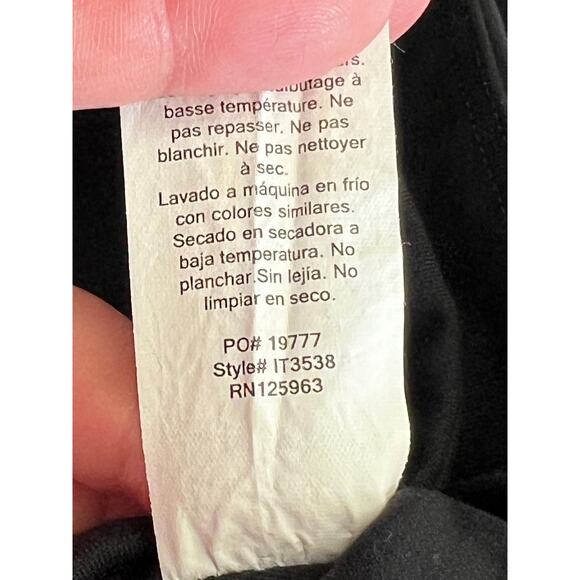 à
basse température. Ne
pas repasser. Ne pas
blanchir. Ne pas nettoyer
à sec.
Lavado a máquina en frío
con colores similares.
Secado en secadora a
baja temperatura. No
planchar.Sin lejía. No
limpiar en seco.
PO# 19777
Style# IT3538
RN125963